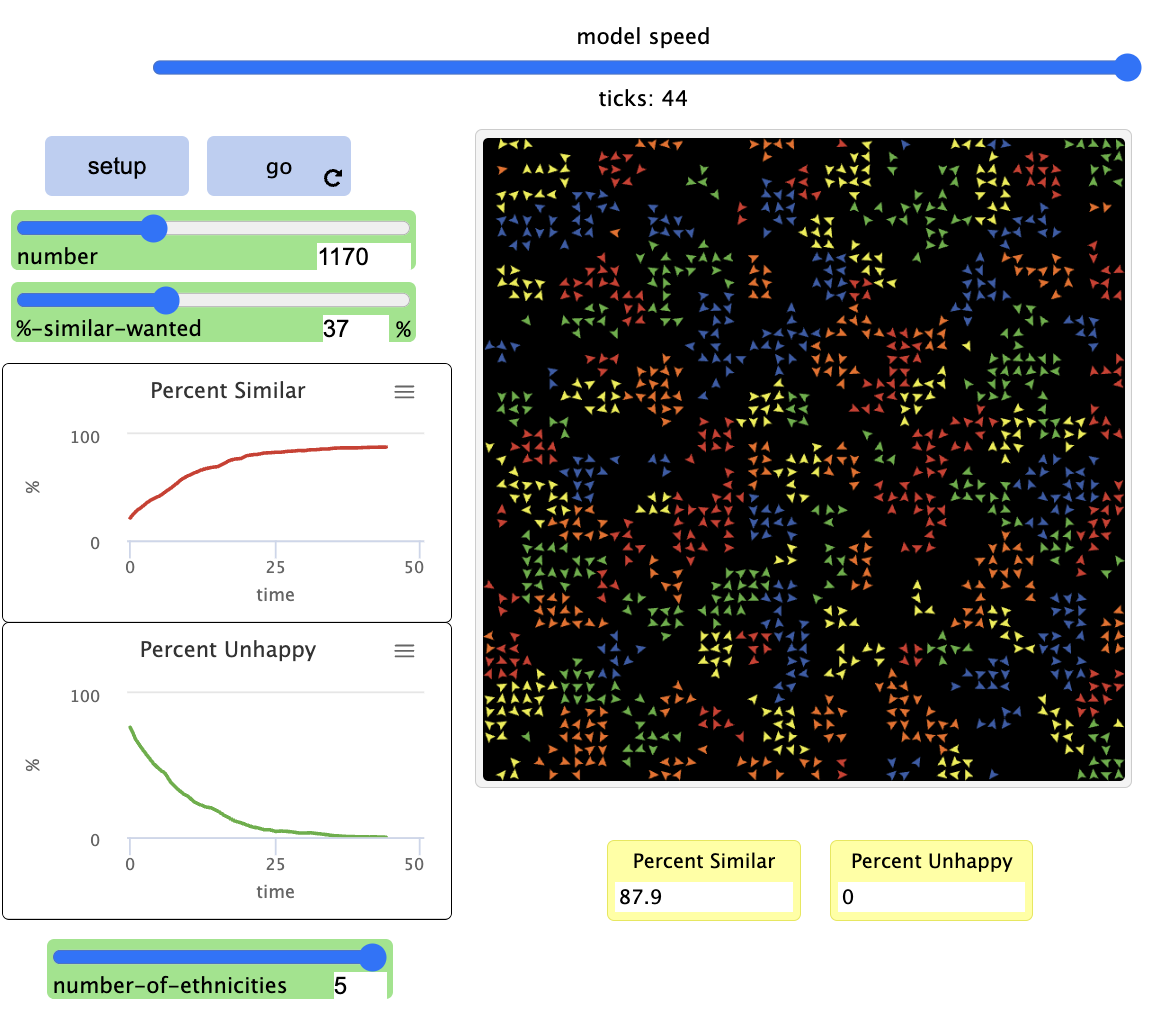 model speed
ticks: 44
setup
go
number 1170
%-similar-wanted 37 %
Percent Similar
100
%
0
0 25 50
time
Percent Unhappy
100
%
0
0 25 50
time
number-of-ethnicities 5
Percent Similar
87.9
Percent Unhappy
0